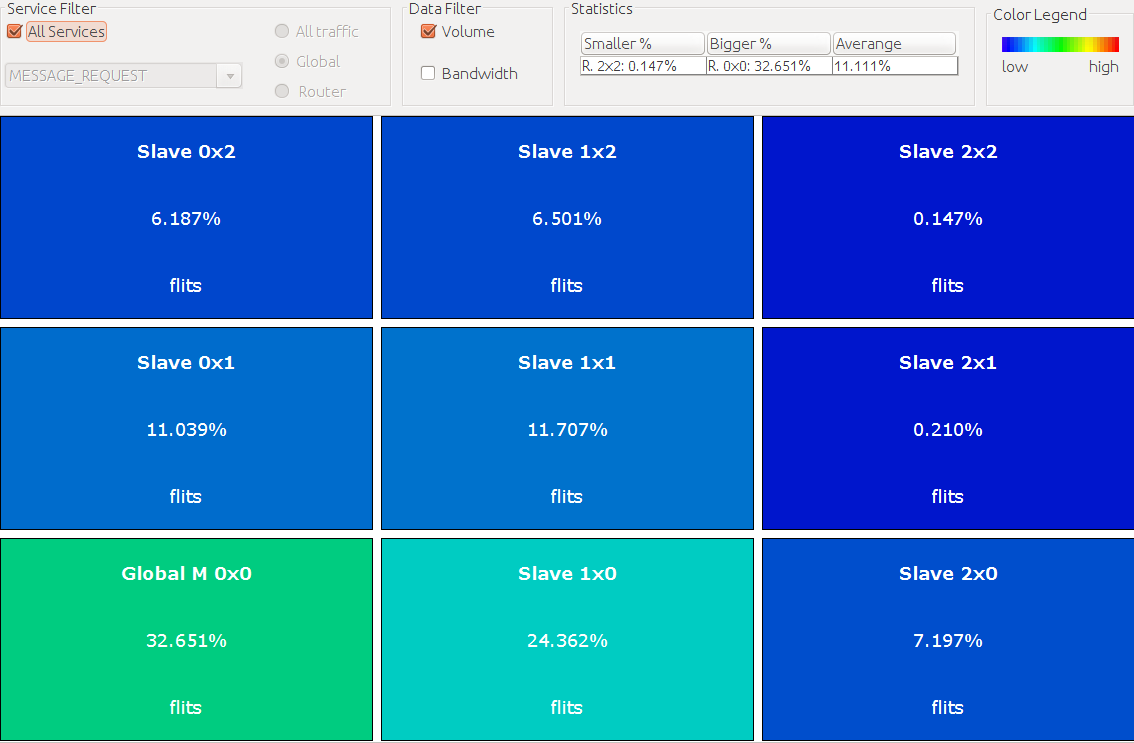 Service Filter
All Services
MESSAGE_REQUEST
All traffic
Global
Router
Data Filter
Volume
Bandwidth
Statistics
Smaller % Bigger % Averange
R. 2x2: 0.147% R. 0x0: 32.651% 11.111%
Color Legend
low high
Slave 0x2
6.187%
flits
Slave 1x2
6.501%
flits
Slave 2x2
0.147%
flits
Slave 0x1
11.039%
flits
Slave 1x1
11.707%
flits
Slave 2x1
0.210%
flits
Global M 0x0
32.651%
flits
Slave 1x0
24.362%
flits
Slave 2x0
7.197%
flits